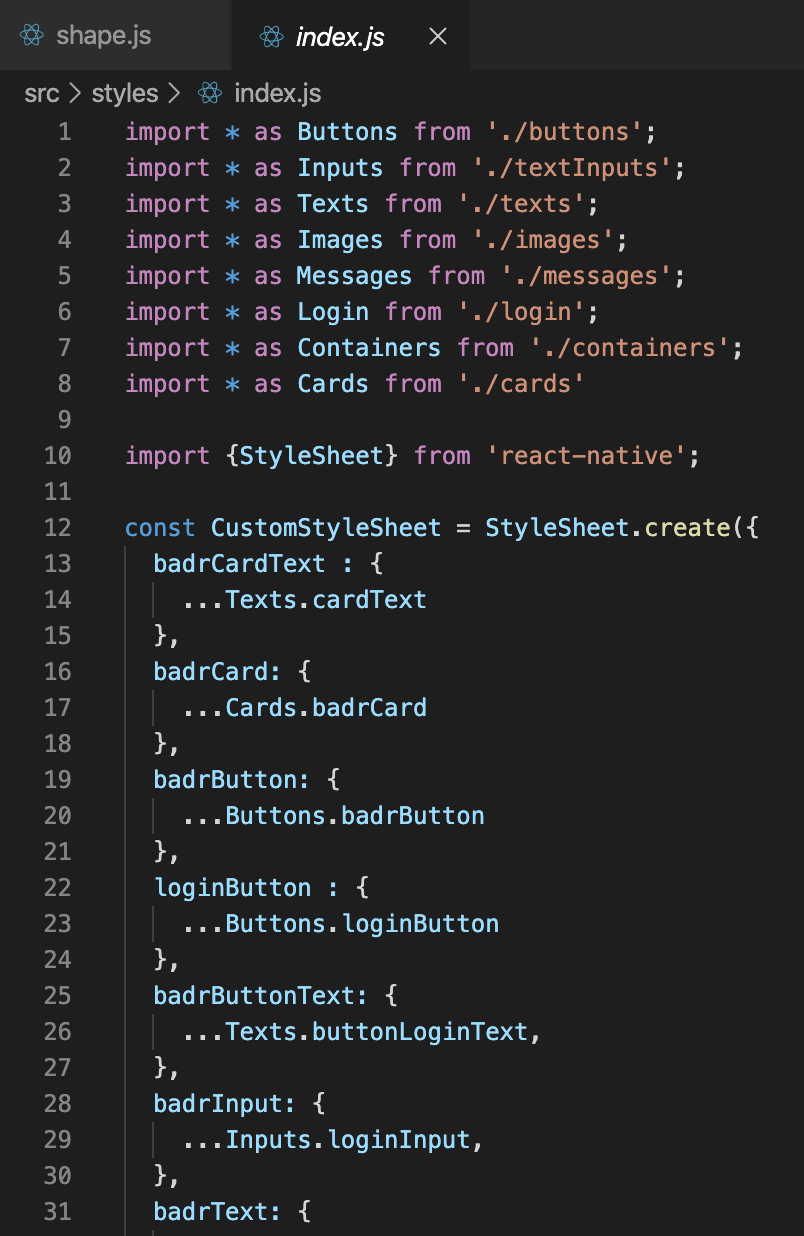 shape.js index.js
src > styles > index.js
1 import * as Buttons from './buttons';
2 import * as Inputs from './textInputs';
3 import * as Texts from './texts';
4 import * as Images from './images';
5 import * as Messages from './messages';
6 import * as Login from './login';
7 import * as Containers from './containers';
8 import * as Cards from './cards'
9
10 import {StyleSheet} from 'react-native';
11
12 const CustomStyleSheet = StyleSheet.create({
13   badrCardText : {
14     ...Texts.cardText
15   },
16   badrCard: {
17     ...Cards.badrCard
18   },
19   badrButton: {
20     ...Buttons.badrButton
21   },
22   loginButton : {
23     ...Buttons.loginButton
24   },
25   badrButtonText: {
26     ...Texts.buttonLoginText,
27   },
28   badrInput: {
29     ...Inputs.loginInput,
30   },
31   badrText: {